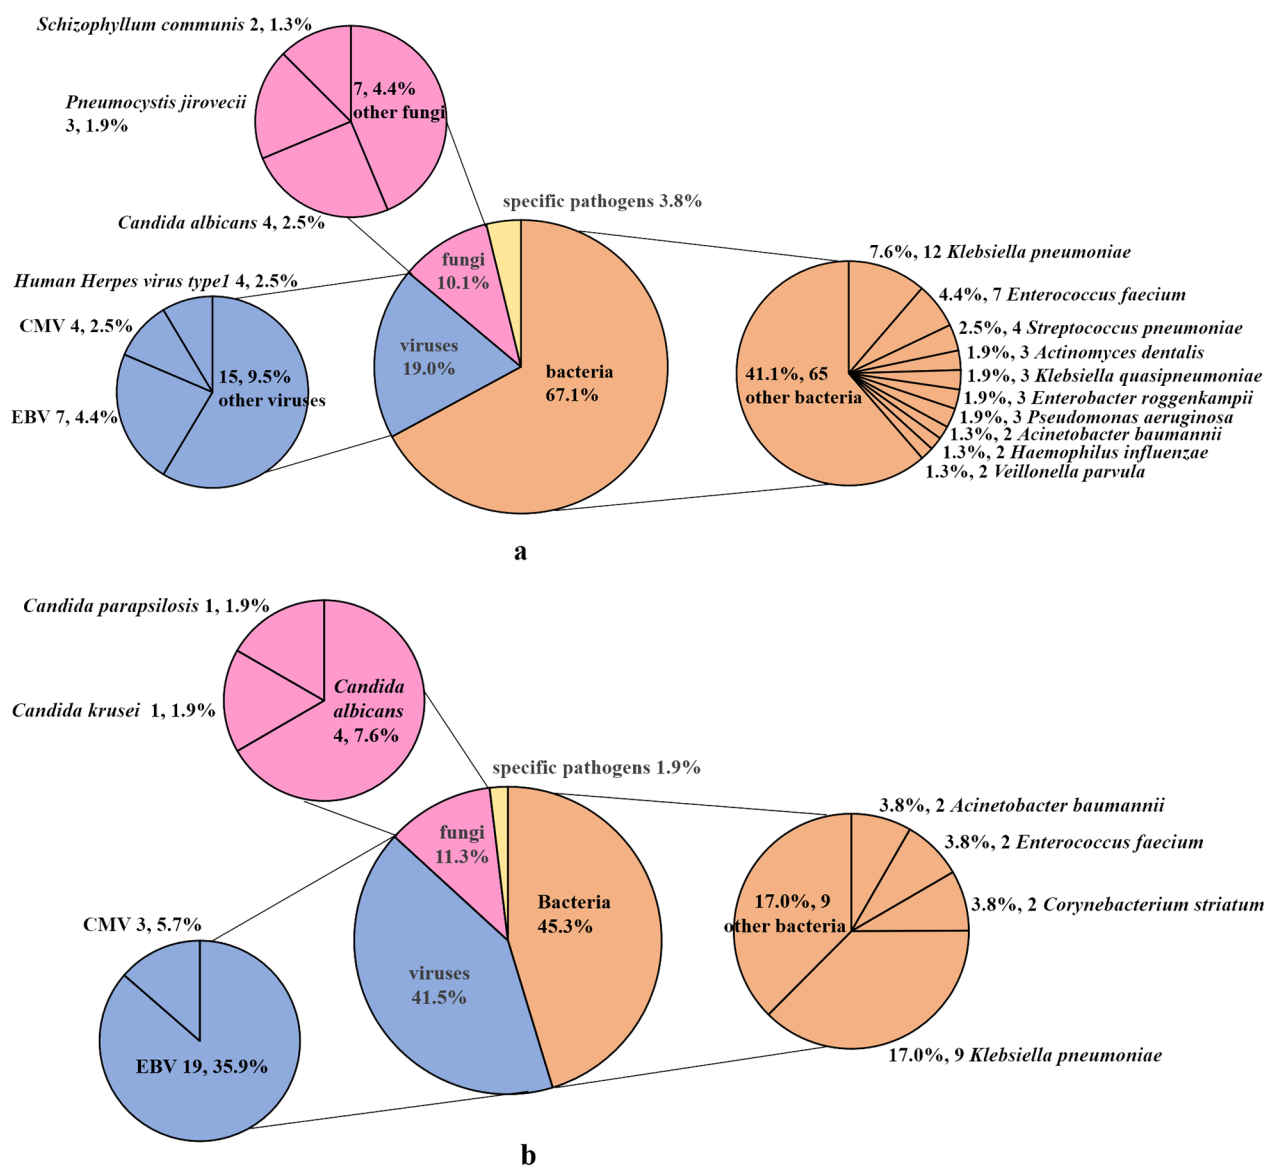 Schizophyllum communis 2, 1.3%
7, 4.4%
other fungi
Pneumocystis jirovecii
3, 1.9%
Candida albicans 4, 2.5%
specific pathogens 3.8%
fungi
10.1%
Human Herpes virus type1 4, 2.5%
CMV 4, 2.5%
EBV 7, 4.4%
15, 9.5%
other viruses
viruses
19.0%
bacteria
67.1%
41.1%, 65
other bacteria
7.6%, 12 Klebsiella pneumoniae
4.4%, 7 Enterococcus faecium
2.5%, 4 Streptococcus pneumoniae
1.9%, 3 Actinomyces dentalis
1.9%, 3 Klebsiella quasipneumoniae
1.9%, 3 Enterobacter roggenkampii
1.9%, 3 Pseudomonas aeruginosa
1.3%, 2 Acinetobacter baumannii
1.3%, 2 Haemophilus influenzae
1.3%, 2 Veillonella parvula
a
Candida parapsilosis 1, 1.9%
Candida krusei 1, 1.9%
Candida
albicans
4, 7.6%
specific pathogens 1.9%
fungi
11.3%
Bacteria
45.3%
viruses
41.5%
CMV 3, 5.7%
EBV 19, 35.9%
17.0%, 9
other bacteria
3.8%, 2 Acinetobacter baumannii
3.8%, 2 Enterococcus faecium
3.8%, 2 Corynebacterium striatum
17.0%, 9 Klebsiella pneumoniae
b